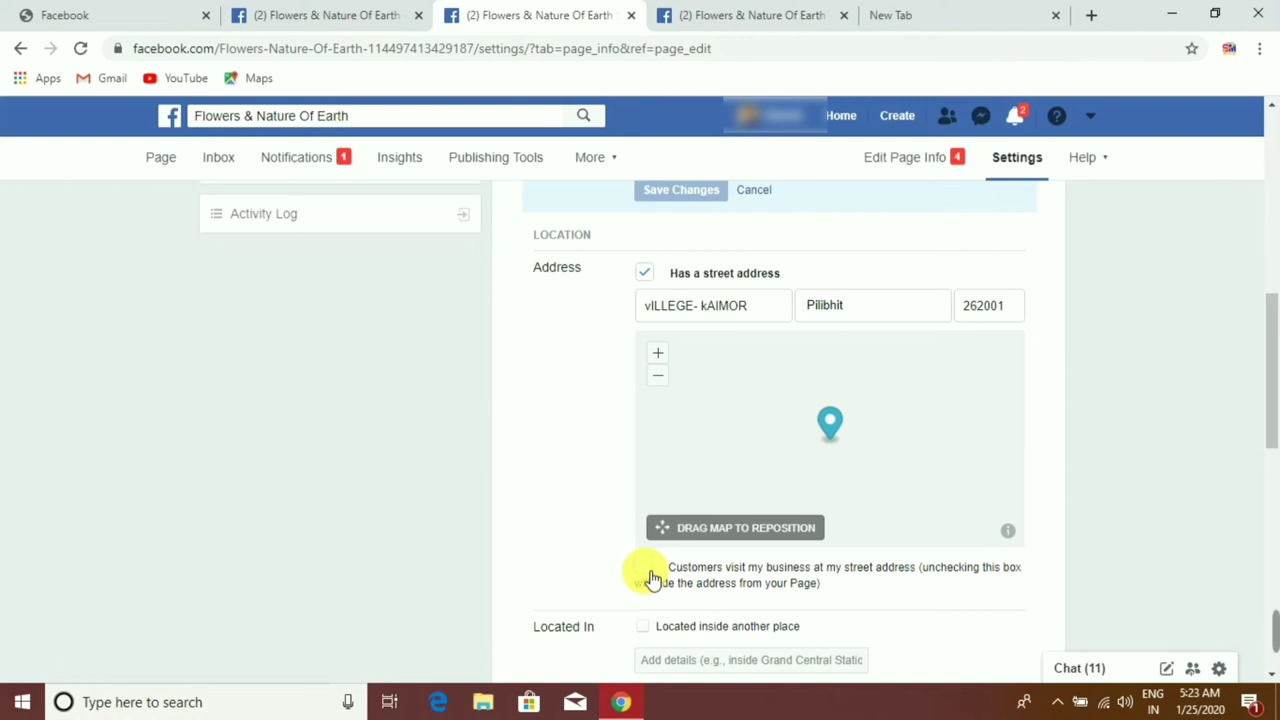 Facebook
(2) Flowers & Nature Of Earth
(2) Flowers & Nature Of Earth
(2) Flowers & Nature Of Earth
New Tab
facebook.com/Flowers-Nature-Of-Earth-114497413429187/settings/?tab=page_info&ref=page_edit
Apps
Gmail
YouTube
Maps
Flowers & Nature Of Earth
Home
Create
2
Page
Inbox
Notifications 1
Insights
Publishing Tools
More
Edit Page Info 4
Settings
Help
Activity Log
Save Changes
Cancel
LOCATION
Address
Has a street address
vILLEGE- kAIMOR
Pilibhit
262001
+
−
DRAG MAP TO REPOSITION
Customers visit my business at my street address (unchecking this box
the address from your Page)
Located In
Located inside another place
Add details (e.g., inside Grand Central Static
Chat (11)
Type here to search
ENG
IN
5:23 AM
1/25/2020
1